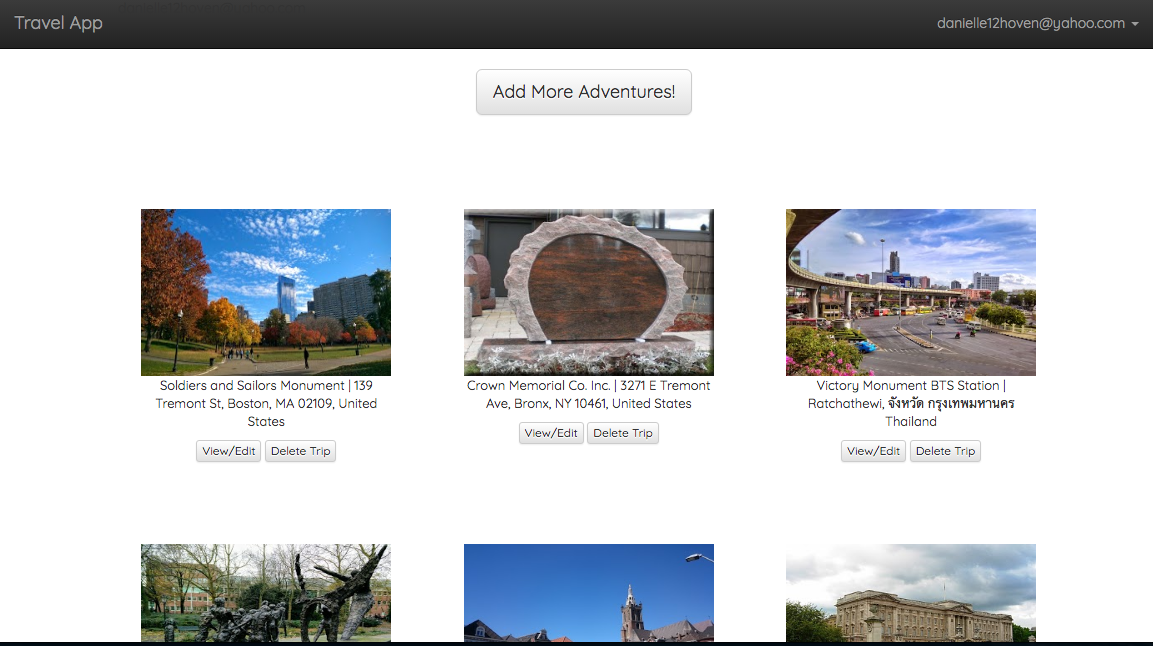 Travel App
danielle12hoven@yahoo.com
Add More Adventures!
Soldiers and Sailors Monument | 139
Tremont St, Boston, MA 02109, United
States
View/Edit Delete Trip
Crown Memorial Co. Inc. | 3271 E Tremont
Ave, Bronx, NY 10461, United States
View/Edit Delete Trip
Victory Monument BTS Station |
Ratchathewi, จังหวัด กรุงเทพมหานคร
Thailand
View/Edit Delete Trip